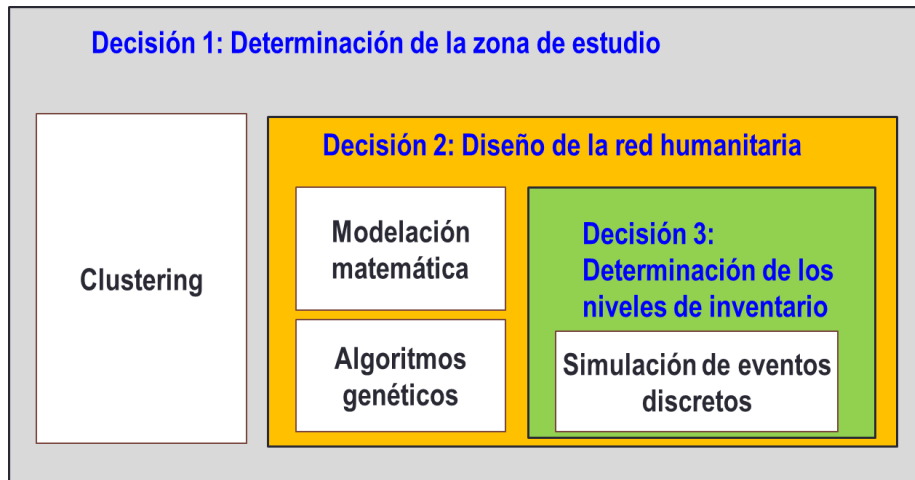 Decisión 1: Determinación de la zona de estudio
Clustering
Decisión 2: Diseño de la red humanitaria
Modelación
matemática
Algoritmos
genéticos
Decisión 3:
Determinación de los
niveles de inventario
Simulación de eventos
discretos